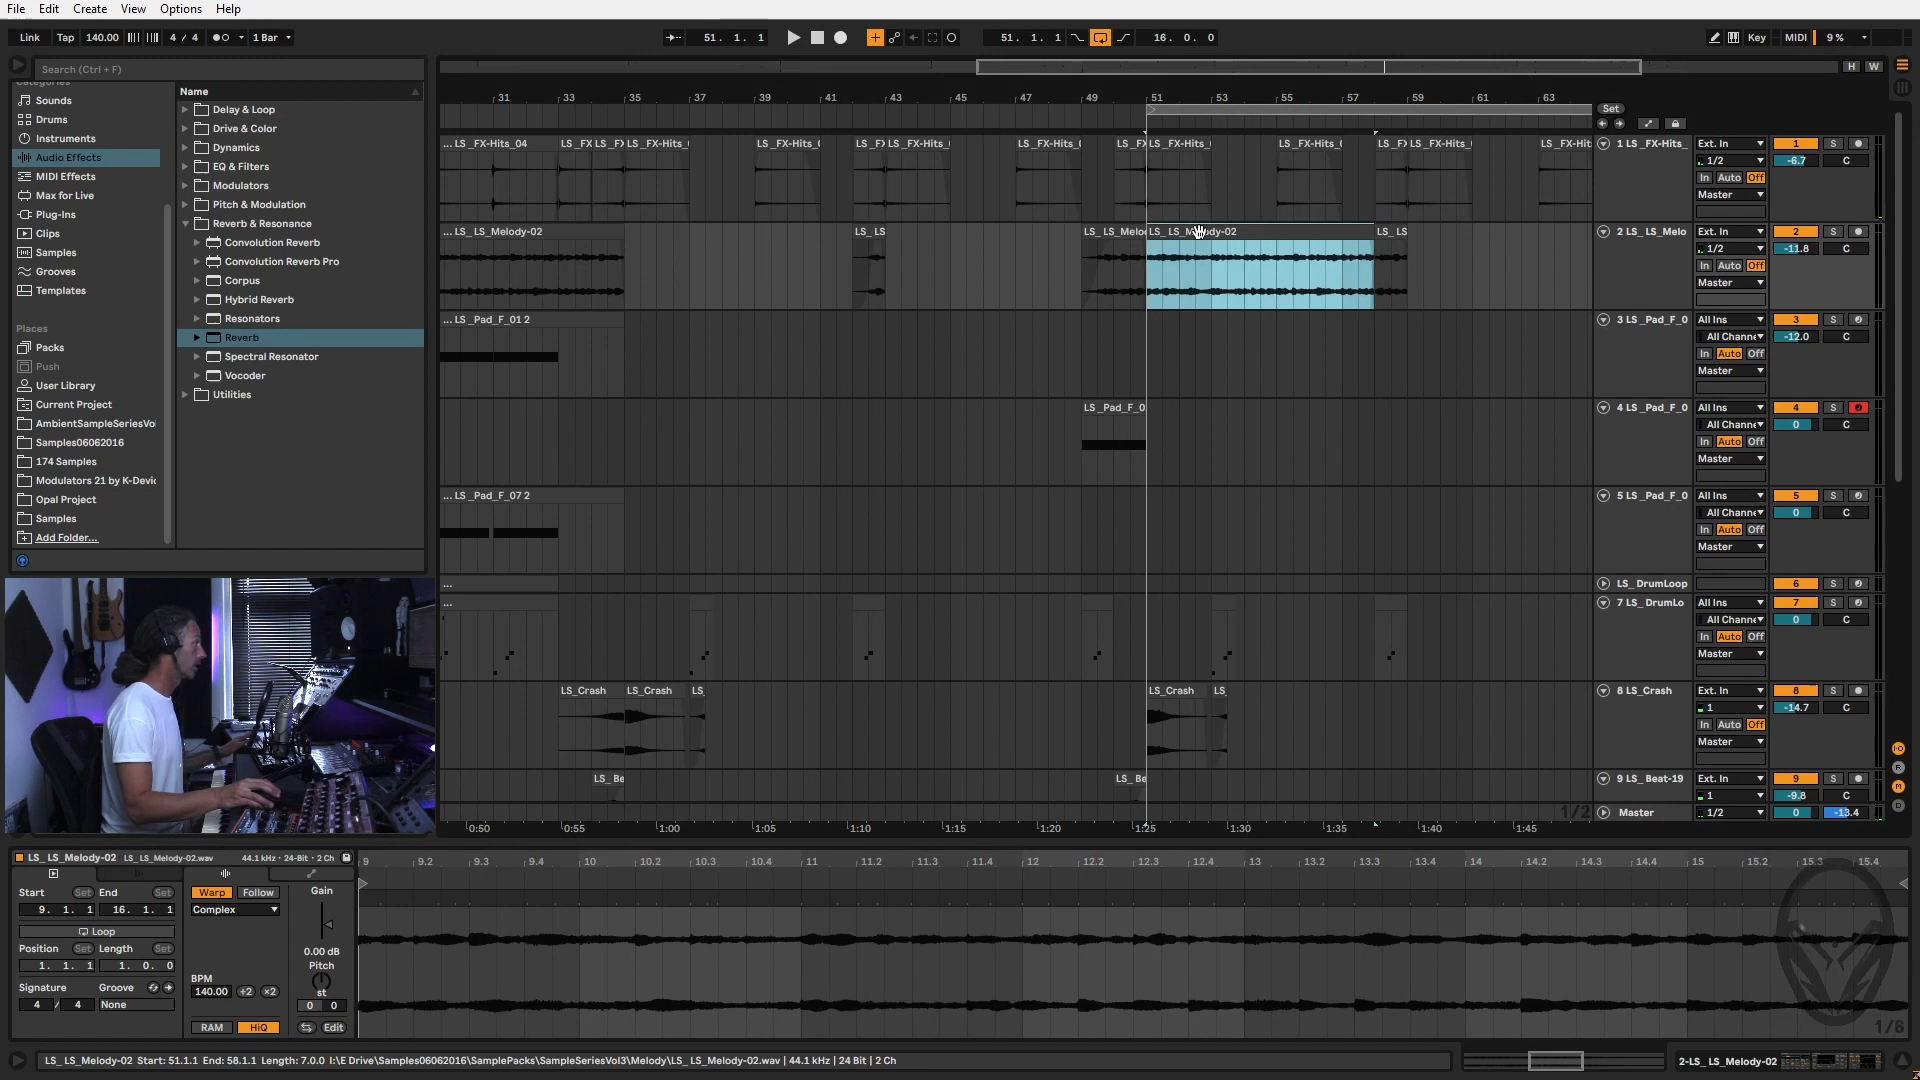 File Edit Create View Options Help
Link Tap 140.00 4 / 4 1 Bar 51. 1. 1 51. 1. 1 16. 0. 0 Key MIDI 9 %
Search (Ctrl + F)
H W
Categories
Sounds
Drums
Instruments
Audio Effects
MIDI Effects
Max for Live
Plug-Ins
Clips
Samples
Grooves
Templates
Places
Packs
Push
User Library
Current Project
AmbientSampleSeriesVol
Samples06062016
174 Samples
Modulators 21 by K-Devic
Opal Project
Samples
Add Folder...
Name
Delay & Loop
Drive & Color
Dynamics
EQ & Filters
Modulators
Pitch & Modulation
Reverb & Resonance
Convolution Reverb
Convolution Reverb Pro
Corpus
Hybrid Reverb
Resonators
Reverb
Spectral Resonator
Vocoder
Utilities
31 33 35 37 39 41 43 45 47 49 51 53 55 57 59 61 63
Set
... LS_FX-Hits_04 LS_FX LS_FX LS_FX-Hits_( LS_FX-Hits_( LS_FX LS_FX-Hits_( LS_FX-Hits_( LS_FX LS_FX-Hits_( LS_FX-Hits_( LS_FX LS_FX-Hits_( LS_FX-Hits
1 LS_FX-Hits_ Ext. In 1 S
1/2 -6.7 C
In Auto Off
Master
... LS_LS_Melody-02 LS_ LS LS_LS_Melo LS_LS_Melody-02 LS_ LS
2 LS_LS_Melo Ext. In 2 S
1/2 -11.8 C
In Auto Off
Master
... LS_Pad_F_01 2
3 LS_Pad_F_0 All Ins 3 S
All Channe -12.0 C
In Auto Off
Master
LS_Pad_F_0
4 LS_Pad_F_0 All Ins 4 S
All Channe 0 C
In Auto Off
Master
... LS_Pad_F_07 2
5 LS_Pad_F_0 All Ins 5 S
All Channe 0 C
In Auto Off
Master
... LS_DrumLoop 6 S
... 7 LS_DrumLo All Ins 7 S
All Channe 0 C
In Auto Off
Master
LS_Crash LS_Crash LS_ LS_Crash LS_
8 LS_Crash Ext. In 8 S
1 -14.7 C
In Auto Off
Master
LS_ Be LS_ Be
9 LS_Beat-19 Ext. In 9 S
1 -9.8 C
1/2 Master 1/2 0 -13.4
0:50 0:55 1:00 1:05 1:10 1:15 1:20 1:25 1:30 1:35 1:40 1:45
LS_LS_Melody-02 LS_LS_Melody-02.wav 44.1 kHz · 24-Bit · 2 Ch
9 9.2 9.3 9.4 10 10.2 10.3 10.4 11 11.2 11.3 11.4 12 12.2 12.3 12.4 13 13.2 13.3 13.4 14 14.2 14.3 14.4 15 15.2 15.3 15.4
Start Set End Set
9. 1. 1 16. 1. 1
Loop
Position Set Length Set
1. 1. 1 1. 0. 0
Signature Groove
4 / 4 None
Warp Follow
Complex
BPM
140.00 ÷2 ×2
RAM HiQ
Gain
0.00 dB
Pitch
st
0 0
Edit
1/8
LS_LS_Melody-02 Start: 51.1.1 End: 58.1.1 Length: 7.0.0 I:\E Drive\Samples06062016\SamplePacks\SampleSeriesVol3\Melody\LS_LS_Melody-02.wav | 44.1 kHz | 24 Bit | 2 Ch
2-LS_LS_Melody-02